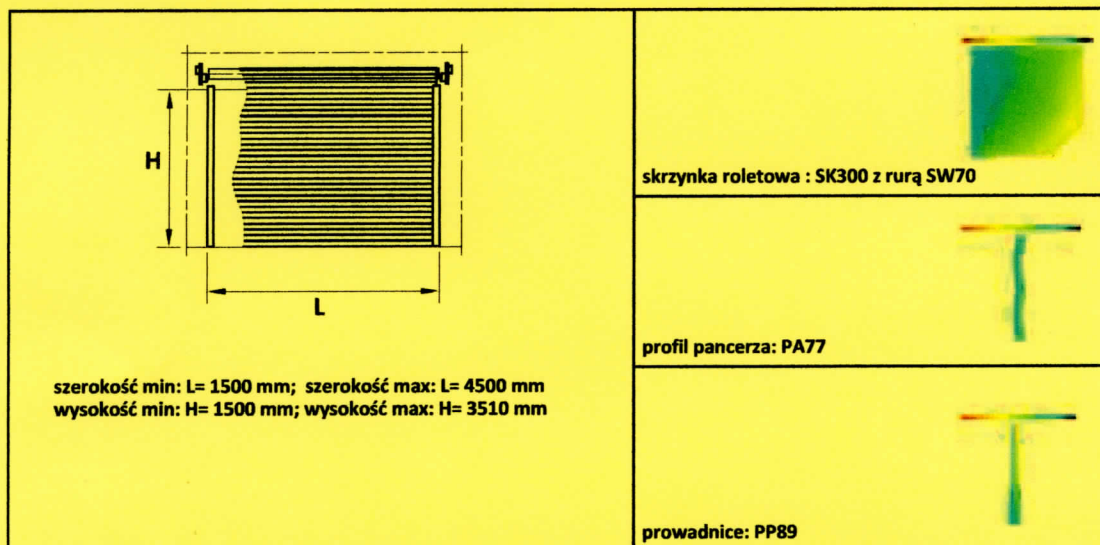 H
L
szerokość min: L= 1500 mm; szerokość max: L= 4500 mm
wysokość min: H= 1500 mm; wysokość max: H= 3510 mm
skrzynka roletowa : SK300 z rurą SW70
profil pancerza: PA77
prowadnice: PP89